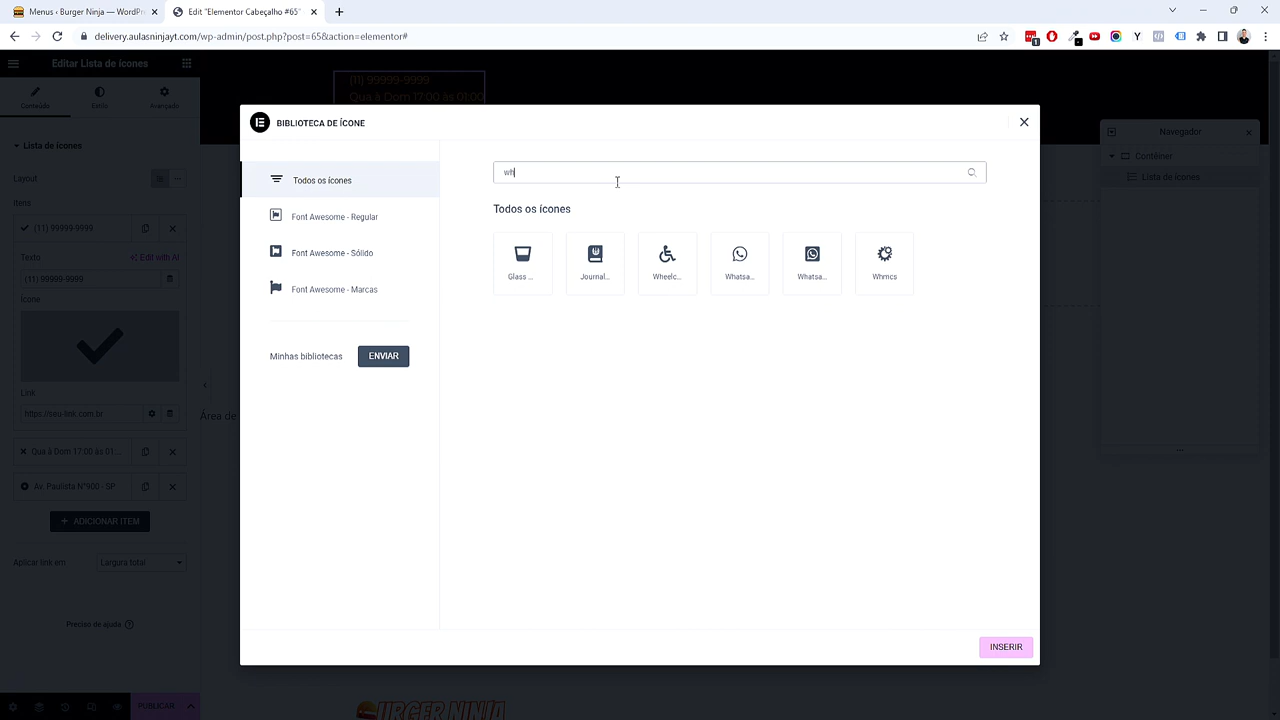 Menus ‹ Burger Ninja — WordPr
Edit "Elementor Cabeçalho #65"
delivery.aulasninjayt.com/wp-admin/post.php?post=65&action=elementor#
Editar Lista de ícones
Conteúdo
Estilo
Avançado
(11) 99999-9999
Qua à Dom 17:00 às 01:00
Lista de ícones
Layout
Itens
(11) 99999-9999
Texto
Edit with AI
(11) 99999-9999
Ícone
Link
https://seu-link.com.br
Qua à Dom 17:00 às 01:...
Av. Paulista N°900 - SP
ADICIONAR ITEM
Aplicar link em
Largura total
Preciso de ajuda
PUBLICAR
BIBLIOTECA DE ÍCONE
Todos os ícones
Font Awesome - Regular
Font Awesome - Sólido
Font Awesome - Marcas
Minhas bibliotecas
ENVIAR
wh
Todos os ícones
Glass ...
Journal...
Wheelc...
Whatsa...
Whatsa...
Whmcs
INSERIR
Navegador
Contêiner
Lista de ícones
Área de
BURGER NINJA